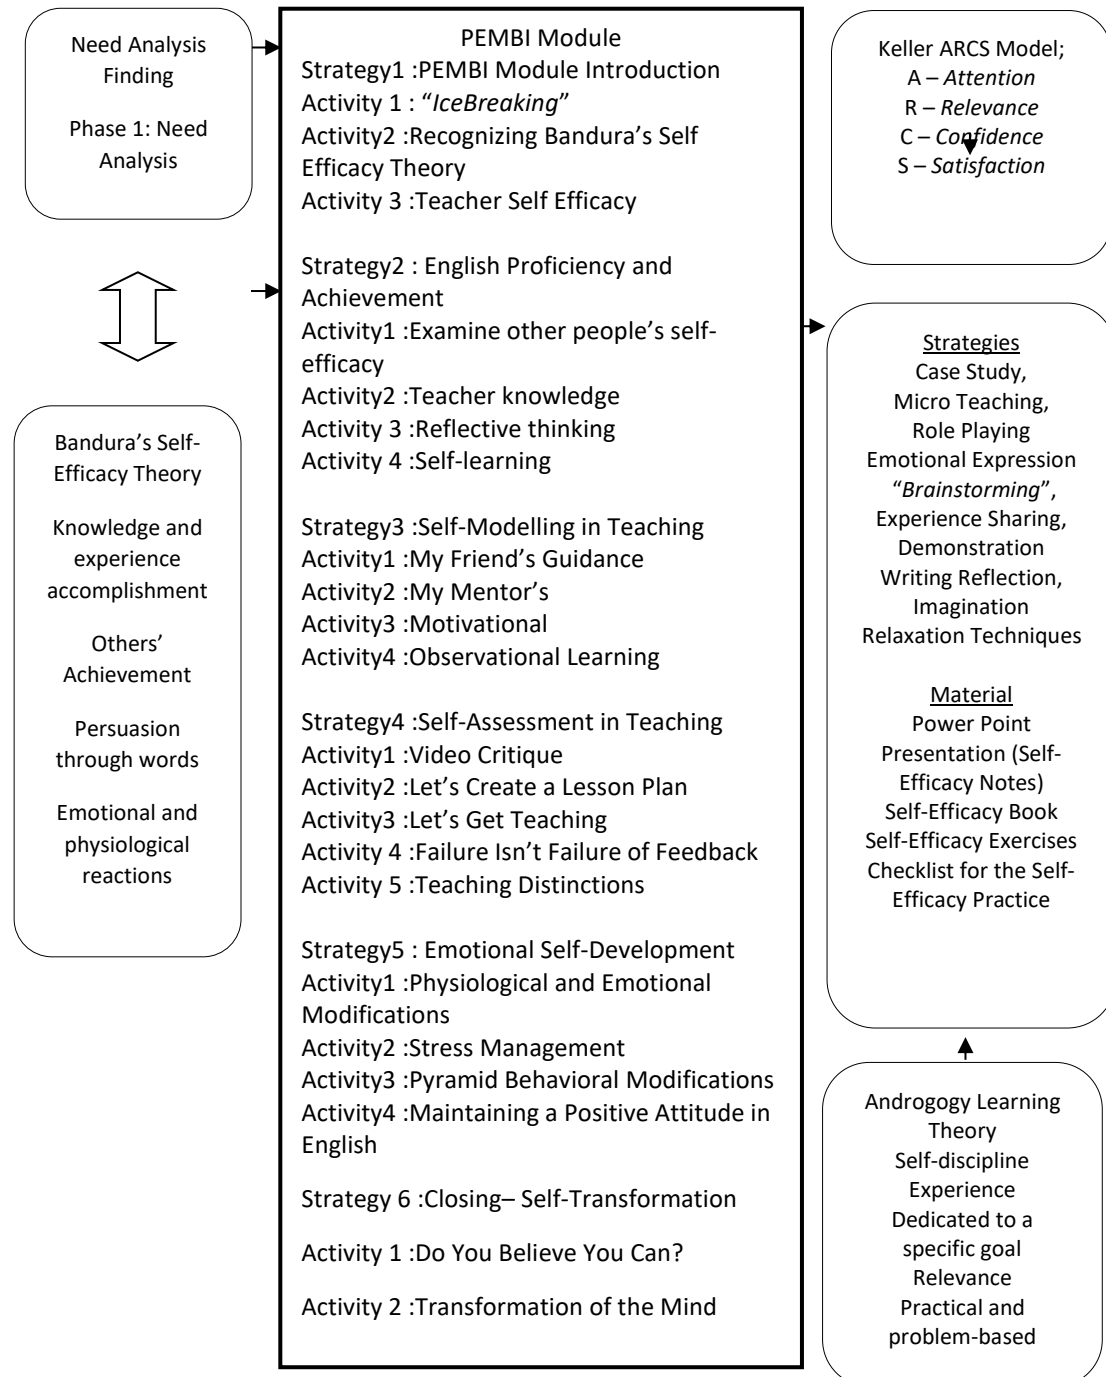 Need Analysis
Finding
Phase 1: Need
Analysis
Bandura’s Self-
Efficacy Theory
Knowledge and
experience
accomplishment
Others’
Achievement
Persuasion
through words
Emotional and
physiological
reactions
PEMBI Module
Strategy1 :PEMBI Module Introduction
Activity 1 : “IceBreaking”
Activity2 :Recognizing Bandura’s Self
Efficacy Theory
Activity 3 :Teacher Self Efficacy
Strategy2 : English Proficiency and
Achievement
Activity1 :Examine other people’s self-
efficacy
Activity2 :Teacher knowledge
Activity 3 :Reflective thinking
Activity 4 :Self-learning
Strategy3 :Self-Modelling in Teaching
Activity1 :My Friend’s Guidance
Activity2 :My Mentor’s
Activity3 :Motivational
Activity4 :Observational Learning
Strategy4 :Self-Assessment in Teaching
Activity1 :Video Critique
Activity2 :Let’s Create a Lesson Plan
Activity3 :Let’s Get Teaching
Activity 4 :Failure Isn’t Failure of Feedback
Activity 5 :Teaching Distinctions
Strategy5 : Emotional Self-Development
Activity1 :Physiological and Emotional
Modifications
Activity2 :Stress Management
Activity3 :Pyramid Behavioral Modifications
Activity4 :Maintaining a Positive Attitude in
English
Strategy 6 :Closing– Self-Transformation
Activity 1 :Do You Believe You Can?
Activity 2 :Transformation of the Mind
Keller ARCS Model;
A – Attention
R – Relevance
C – Confidence
S – Satisfaction
Strategies
Case Study,
Micro Teaching,
Role Playing
Emotional Expression
“Brainstorming”,
Experience Sharing,
Demonstration
Writing Reflection,
Imagination
Relaxation Techniques
Material
Power Point
Presentation (Self-
Efficacy Notes)
Self-Efficacy Book
Self-Efficacy Exercises
Checklist for the Self-
Efficacy Practice
Androgogy Learning
Theory
Self-discipline
Experience
Dedicated to a
specific goal
Relevance
Practical and
problem-based